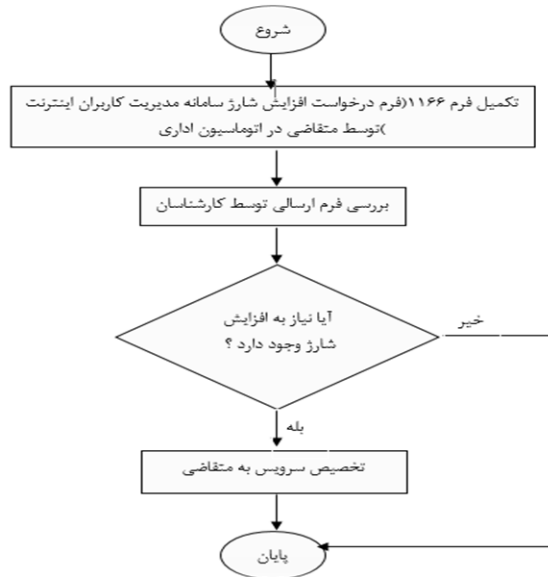 شروع
تکمیل فرم ۱۱۶۶(فرم درخواست افزایش شارژ سامانه مدیریت کاربران اینترنت
)توسط متقاضی در اتوماسیون اداری
بررسی فرم ارسالی توسط کارشناسان
آیا نیاز به افزایش
شارژ وجود دارد ؟
خیر
بله
تخصیص سرویس به متقاضی
پایان